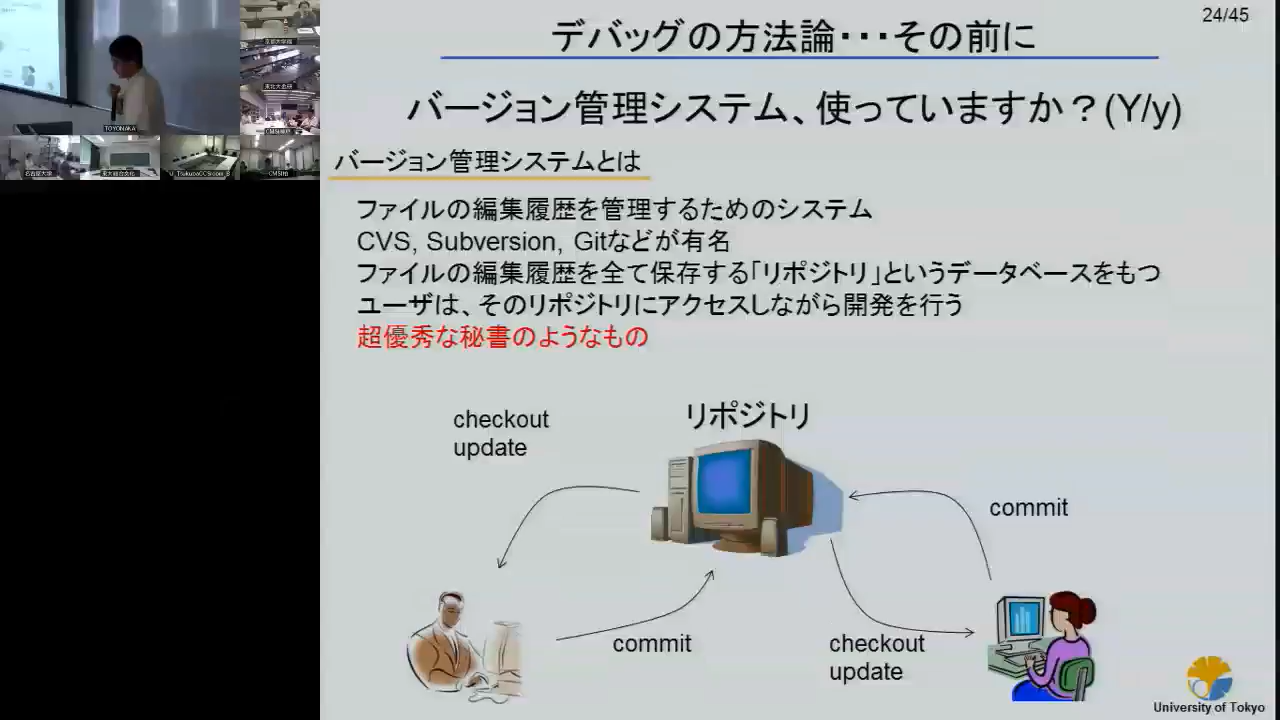 24/45
デバッグの方法論・・・その前に
バージョン管理システム、使っていますか？(Y/y)
バージョン管理システムとは
ファイルの編集履歴を管理するためのシステム
CVS, Subversion, Gitなどが有名
ファイルの編集履歴を全て保存する「リポジトリ」というデータベースをもつ
ユーザは、そのリポジトリにアクセスしながら開発を行う
超優秀な秘書のようなもの
checkout
update
リポジトリ
commit
commit
checkout
update
University of Tokyo
TOYONAKA
名古屋大学